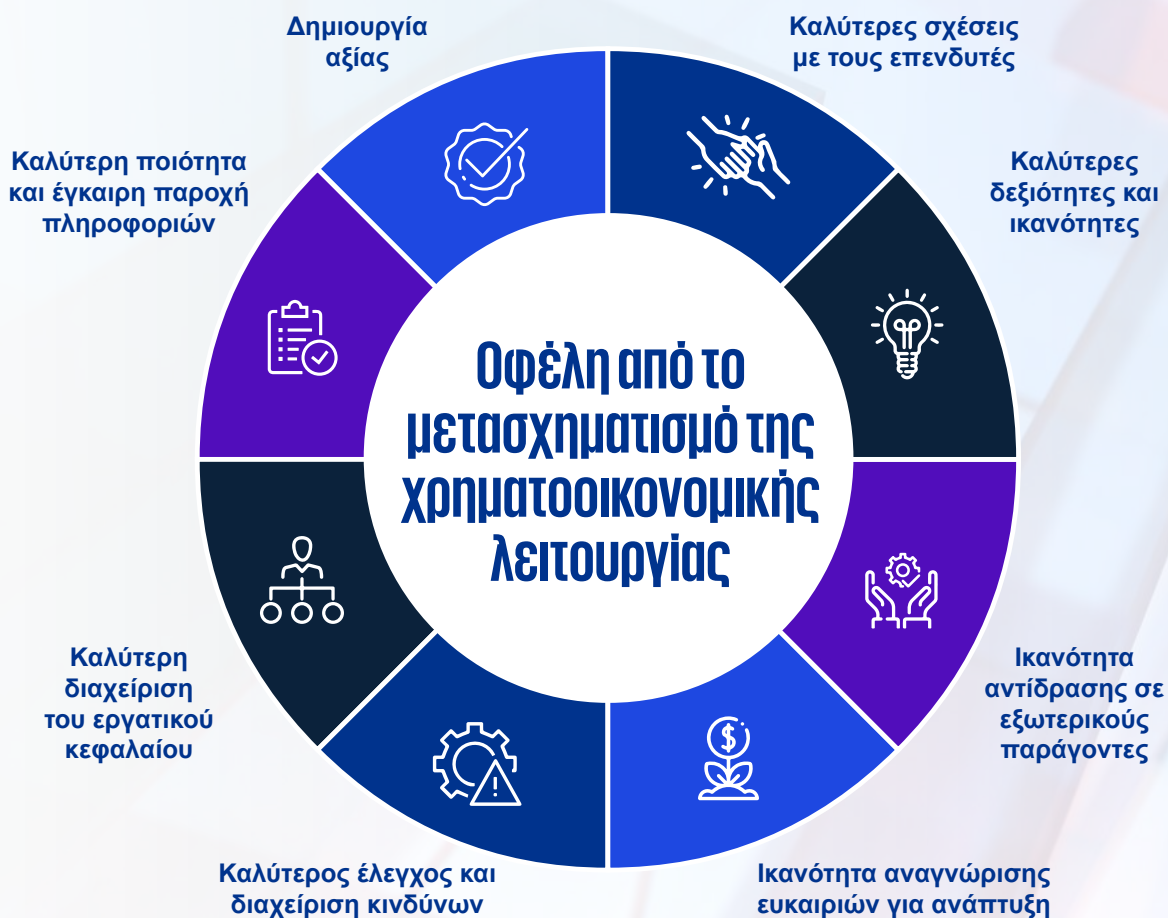 Δημιουργία
αξίας
Καλύτερες σχέσεις
με τους επενδυτές
Καλύτερη ποιότητα
και έγκαιρη παροχή
πληροφοριών
Καλύτερες
δεξιότητες και
ικανότητες
Οφέλη από το
μετασχηματισμό της
χρηματοοικονομικής
λειτουργίας
Καλύτερη
διαχείριση
του εργατικού
κεφαλαίου
Ικανότητα
αντίδρασης σε
εξωτερικούς
παράγοντες
Καλύτερος έλεγχος και
διαχείριση κινδύνων
Ικανότητα αναγνώρισης
ευκαιριών για ανάπτυξη